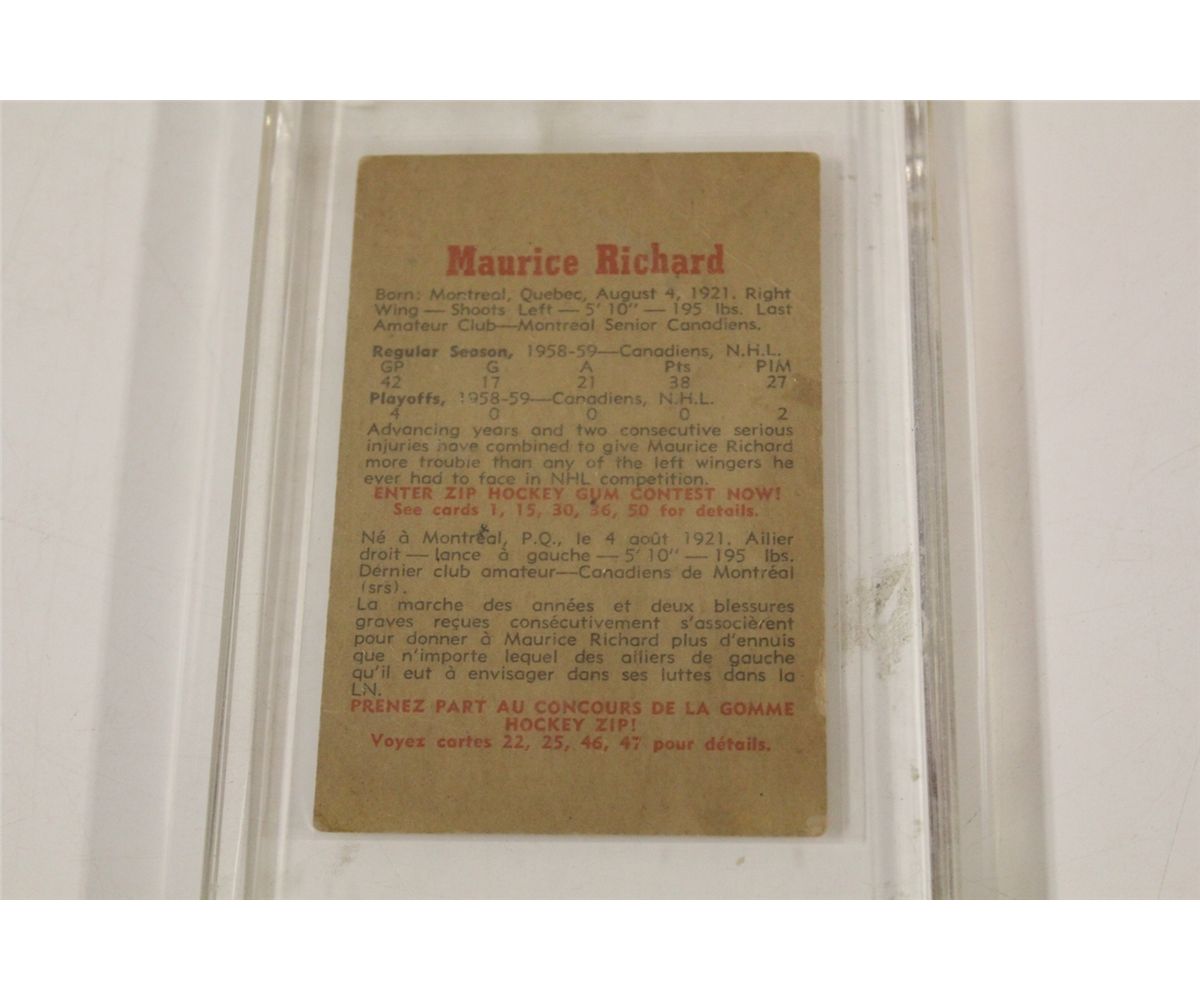 Maurice Richard
Born: Montreal, Quebec, August 4, 1921. Right
Wing — Shoots Left — 5' 10" — 195 lbs. Last
Amateur Club—Montreal Senior Canadiens.
Regular Season, 1958-59—Canadiens, N.H.L.
GP G A Pts PIM
42 17 21 38 27
Playoffs, 1958-59—Canadiens, N.H.L.
4 0 0 0 2
Advancing years and two consecutive serious
injuries have combined to give Maurice Richard
more trouble than any of the left wingers he
ever had to face in NHL competition.
ENTER ZIP HOCKEY GUM CONTEST NOW!
See cards 1, 15, 30, 36, 50 for details.
Né à Montréal, P.Q., le 4 août 1921. Ailier
droit — lance à gauche — 5' 10" — 195 lbs.
Dernier club amateur—Canadiens de Montréal
(srs).
La marche des années et deux blessures
graves reçues consécutivement s'associèrent
pour donner à Maurice Richard plus d'ennuis
que n'importe lequel des ailiers de gauche
qu'il eut à envisager dans ses luttes dans la
LN.
PRENEZ PART AU CONCOURS DE LA GOMME
HOCKEY ZIP!
Voyez cartes 22, 25, 46, 47 pour détails.